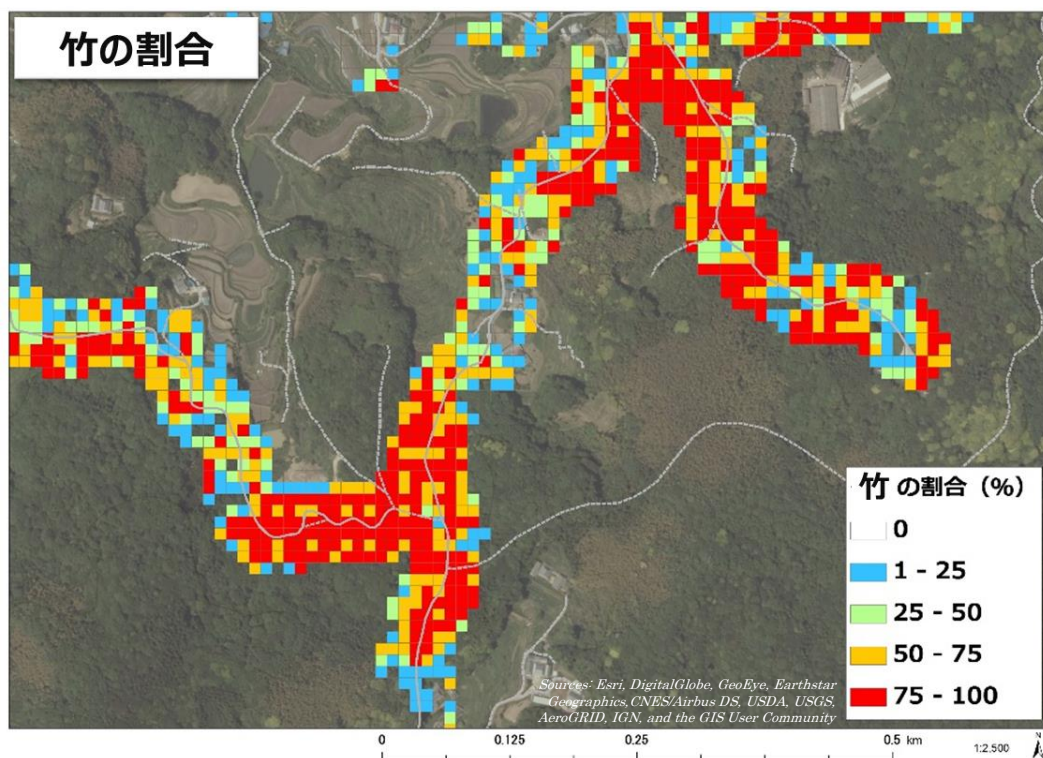 竹の割合
竹 の割合（%）
0
1 - 25
25 - 50
50 - 75
75 - 100
Sources: Esri, DigitalGlobe, GeoEye, Earthstar
Geographics, CNES/Airbus DS, USDA, USGS,
AeroGRID, IGN, and the GIS User Community
0 0.125 0.25 0.5 km
1:2,500
N